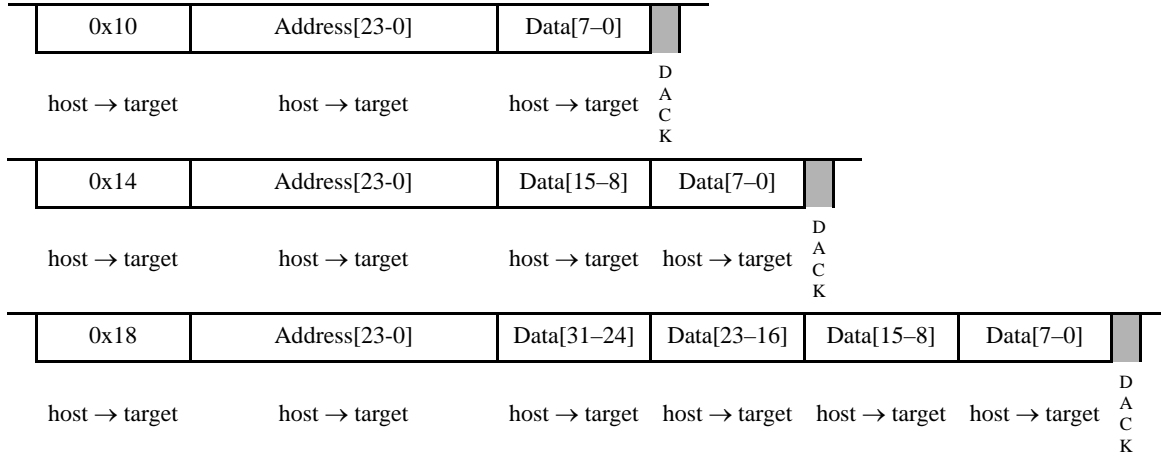 0x10 Address[23-0] Data[7–0]
host → target host → target host → target
D
A
C
K
0x14 Address[23-0] Data[15–8] Data[7–0]
host → target host → target host → target host → target
D
A
C
K
0x18 Address[23-0] Data[31–24] Data[23–16] Data[15–8] Data[7–0]
host → target host → target host → target host → target host → target host → target
D
A
C
K